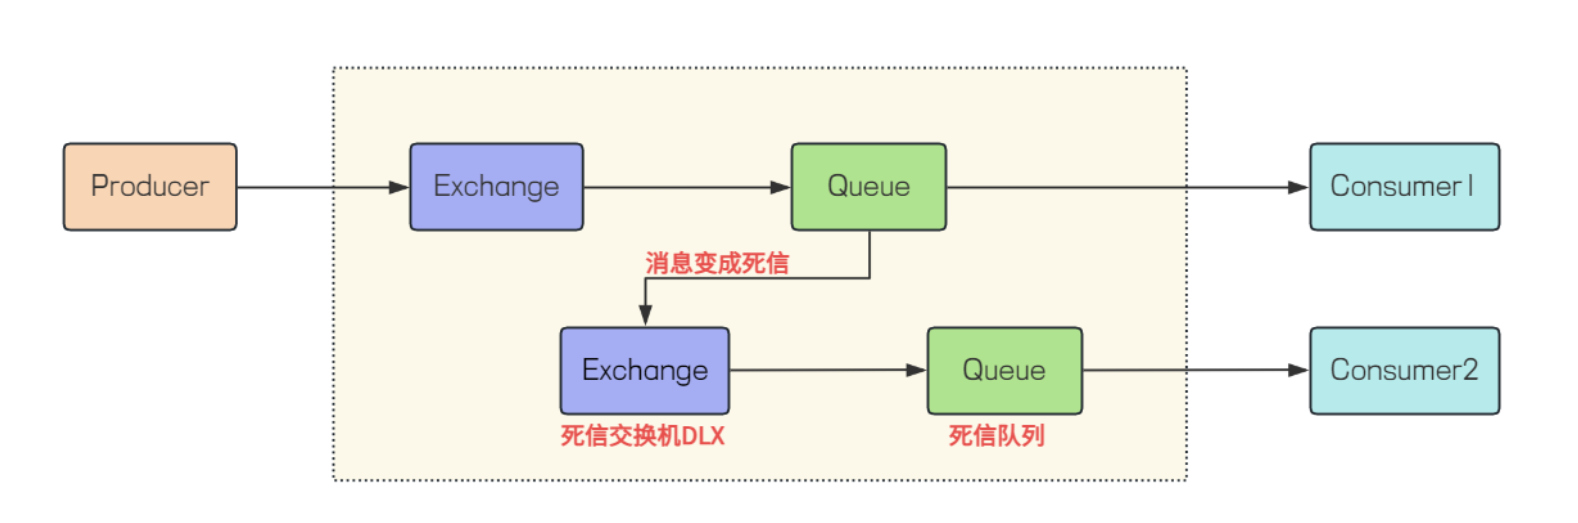 Producer
Exchange
Queue
Consumer1
消息变成死信
Exchange
Queue
Consumer2
死信交换机DLX
死信队列